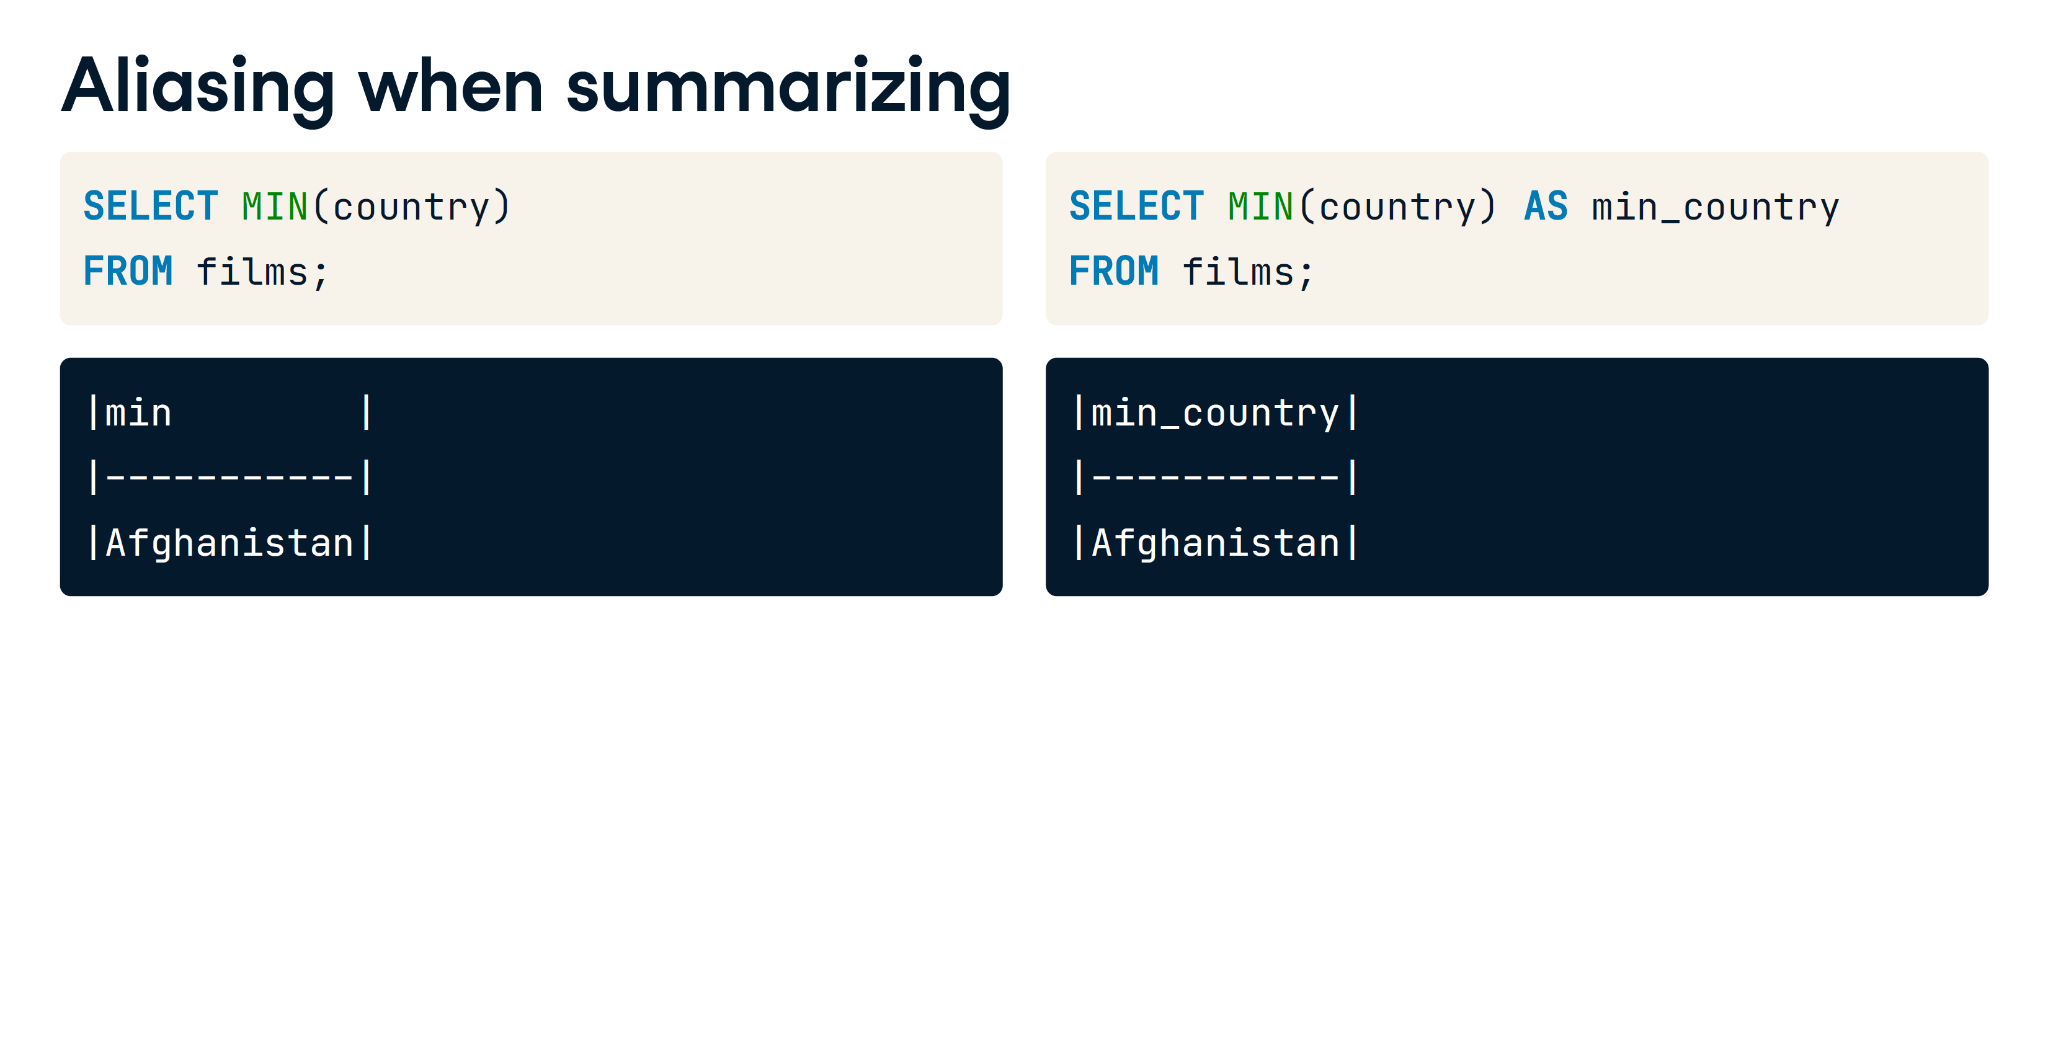 Aliasing when summarizing
SELECT MIN(country)
FROM films;
|min        |
|-----------|
|Afghanistan|
SELECT MIN(country) AS min_country
FROM films;
|min_country|
|-----------|
|Afghanistan|